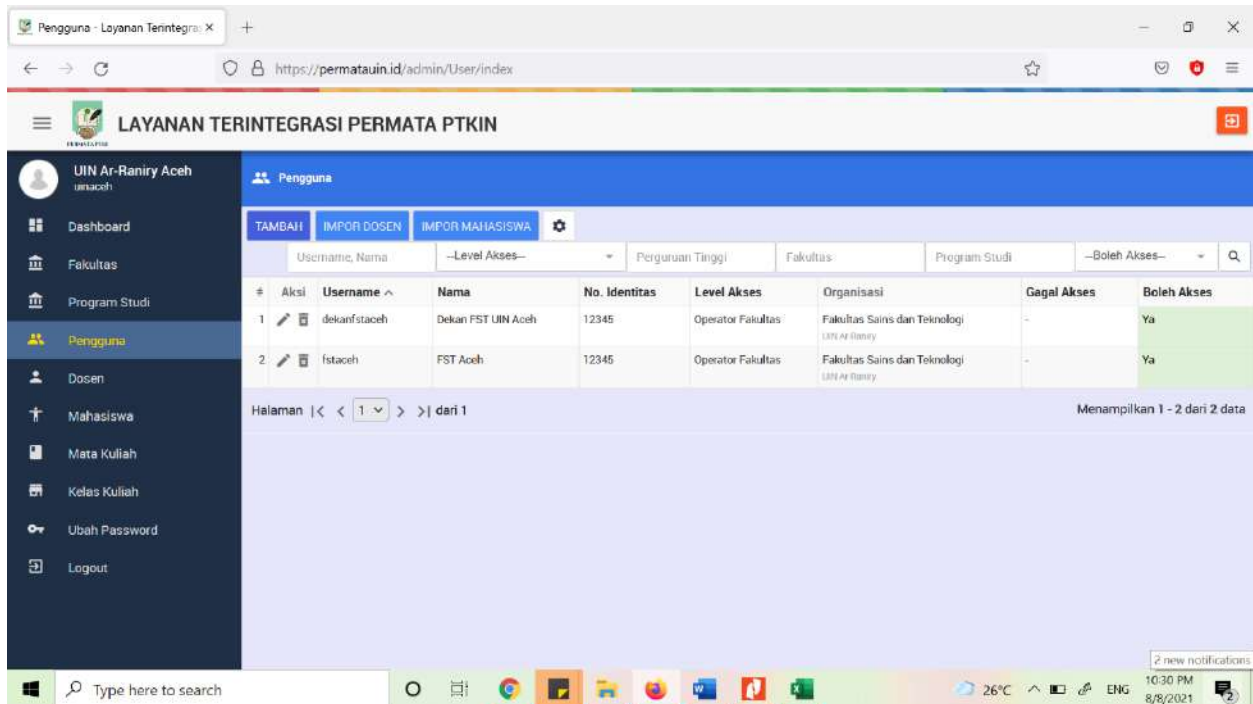 Pengguna - Layanan Terintegra
https://permatauin.id/admin/User/index
LAYANAN TERINTEGRASI PERMATA PTKIN
UIN Ar-Raniry Aceh
uinaceh
Pengguna
Dashboard
Fakultas
Program Studi
Pengguna
Dosen
Mahasiswa
Mata Kuliah
Kelas Kuliah
Ubah Password
Logout
TAMBAH IMPOR DOSEN IMPOR MAHASISWA
Username, Nama --Level Akses-- Perguruan Tinggi Fakultas Program Studi --Boleh Akses--
# Aksi Username Nama No. Identitas Level Akses Organisasi Gagal Akses Boleh Akses
1 dekanfstaceh Dekan FST UIN Aceh 12345 Operator Fakultas Fakultas Sains dan Teknologi - Ya
UIN Ar-Raniry
2 fstaceh FST Aceh 12345 Operator Fakultas Fakultas Sains dan Teknologi - Ya
UIN Ar-Raniry
Halaman |< < 1 > >| dari 1 Menampilkan 1 - 2 dari 2 data
2 new notifications
Type here to search 26°C ENG 10:30 PM
8/8/2021 2